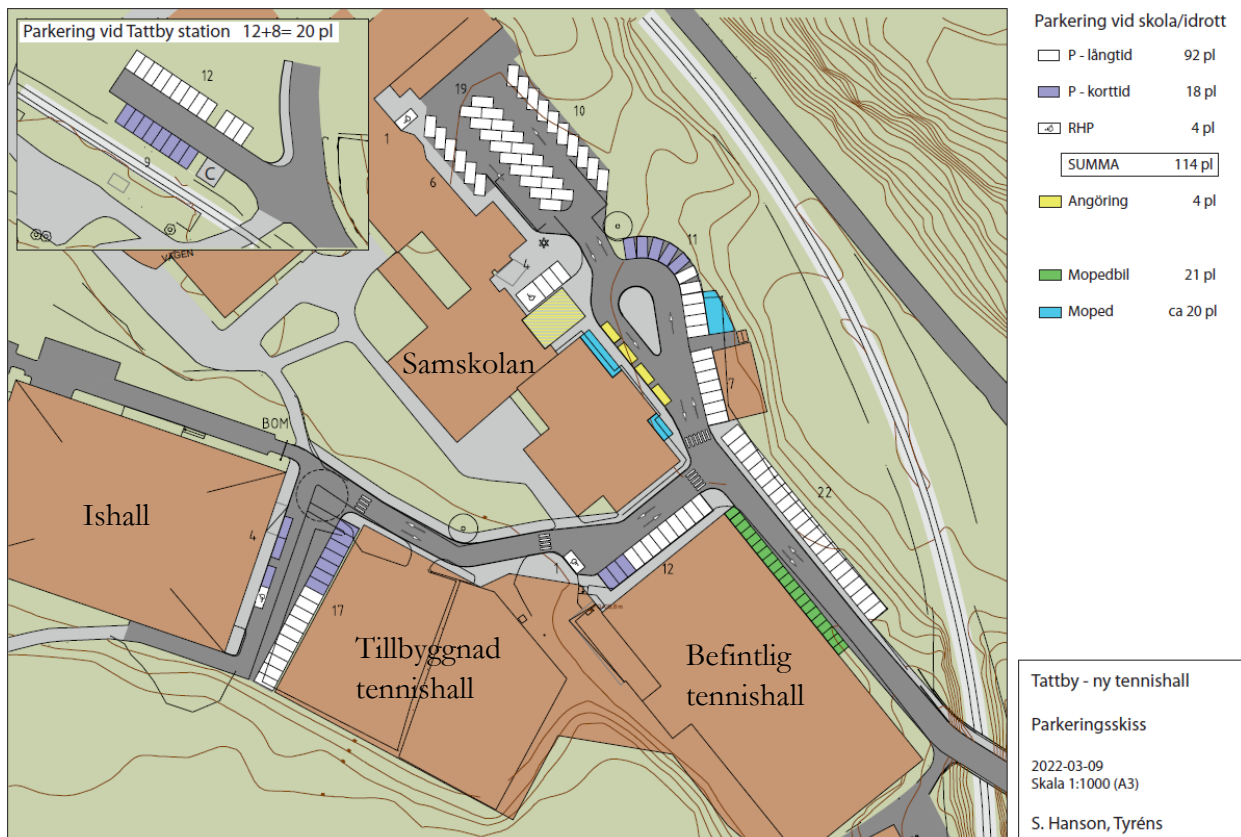 Parkering vid Tattby station 12+8= 20 pl
12
9
C
VÄGEN
1
19
10
6
4
11
7
22
Samskolan
BOM
Ishall
4
17
1
12
Tillbyggnad
tennishall
Befintlig
tennishall
Parkering vid skola/idrott
P - långtid 92 pl
P - korttid 18 pl
RHP 4 pl
SUMMA 114 pl
Angöring 4 pl
Mopedbil 21 pl
Moped ca 20 pl
Tattby - ny tennishall
Parkeringsskiss
2022-03-09
Skala 1:1000 (A3)
S. Hanson, Tyréns